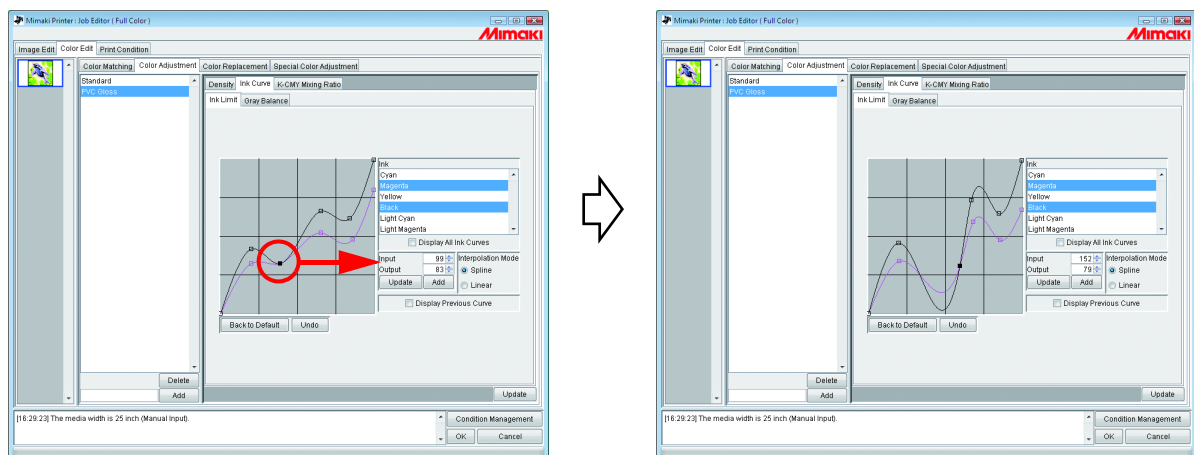 Mimaki Printer : Job Editor ( Full Color )
Mimaki
Image Edit Color Edit Print Condition
Color Matching Color Adjustment Color Replacement Special Color Adjustment
Standard
PVC Gloss
Density Ink Curve K-CMY Mixing Ratio
Ink Limit Gray Balance
Ink
Cyan
Magenta
Yellow
Black
Light Cyan
Light Magenta
Display All Ink Curves
Input 99 Interpolation Mode
Output 83 Spline
Update Add Linear
Display Previous Curve
Back to Default Undo
Delete
Add
Update
[16:29:23] The media width is 25 inch (Manual Input).
Condition Management
OK Cancel
Mimaki Printer : Job Editor ( Full Color )
Mimaki
Image Edit Color Edit Print Condition
Color Matching Color Adjustment Color Replacement Special Color Adjustment
Standard
PVC Gloss
Density Ink Curve K-CMY Mixing Ratio
Ink Limit Gray Balance
Ink
Cyan
Magenta
Yellow
Black
Light Cyan
Light Magenta
Display All Ink Curves
Input 152 Interpolation Mode
Output 79 Spline
Update Add Linear
Display Previous Curve
Back to Default Undo
Delete
Add
Update
[16:29:23] The media width is 25 inch (Manual Input).
Condition Management
OK Cancel